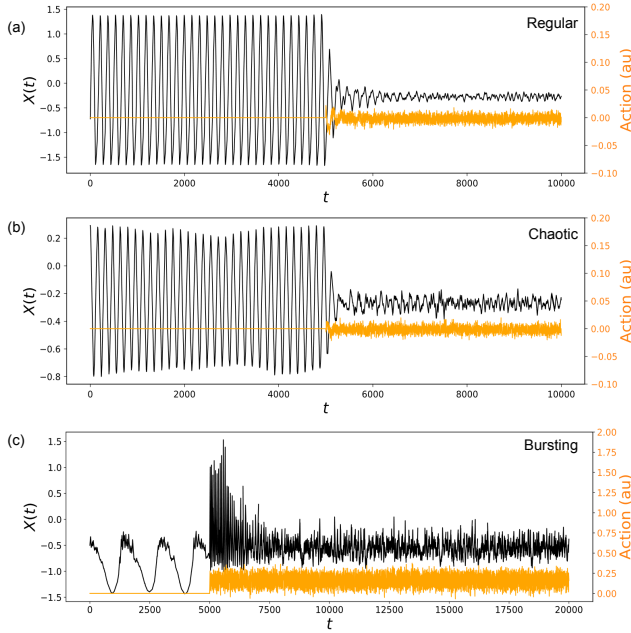 (a)
Regular
X(t)
1.5
1.0
0.5
0.0
−0.5
−1.0
−1.5
0.20
0.15
0.10
0.05
0.00
−0.05
−0.10
Action (au)
0 2000 4000 6000 8000 10000
t
(b)
Chaotic
X(t)
0.2
0.0
−0.2
−0.4
−0.6
−0.8
0.20
0.15
0.10
0.05
0.00
−0.05
−0.10
Action (au)
0 2000 4000 6000 8000 10000
t
(c)
Bursting
X(t)
1.5
1.0
0.5
0.0
−0.5
−1.0
−1.5
2.00
1.75
1.50
1.25
1.00
0.75
0.50
0.25
0.00
Action (au)
0 2500 5000 7500 10000 12500 15000 17500 20000
t